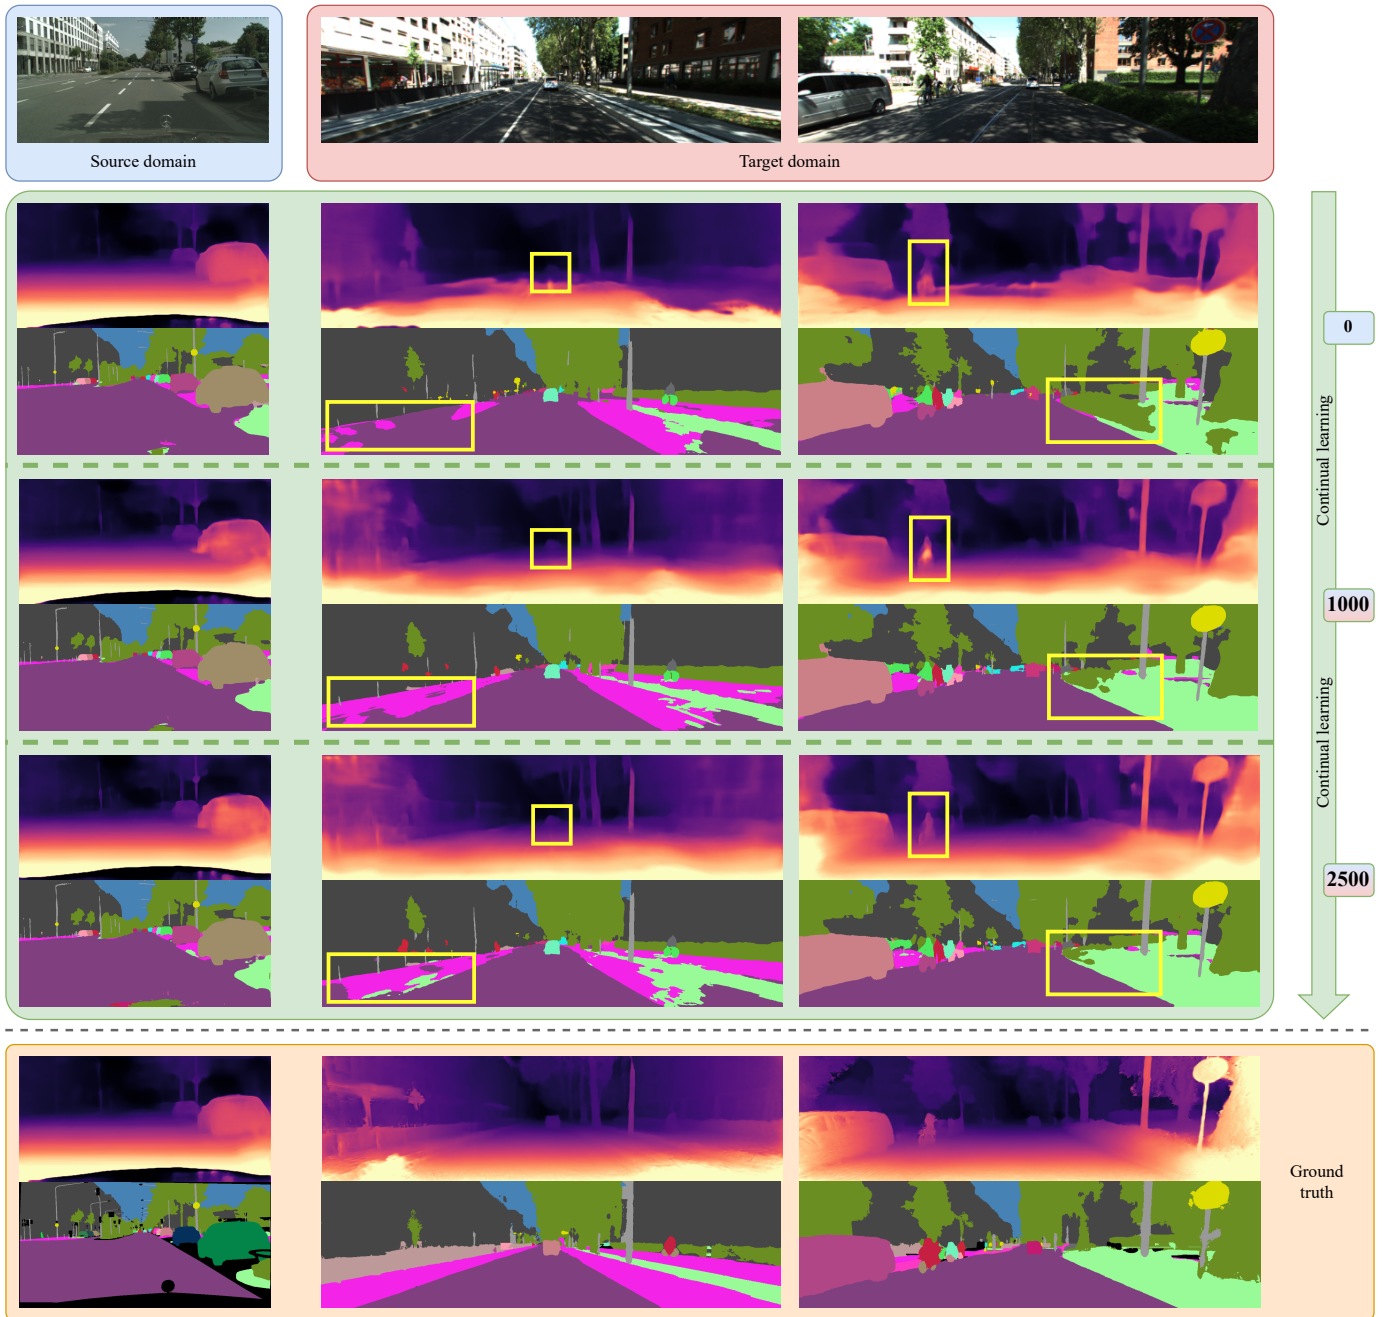 Source domain
Target domain
0
Continual learning
1000
Continual learning
2500
Ground
truth